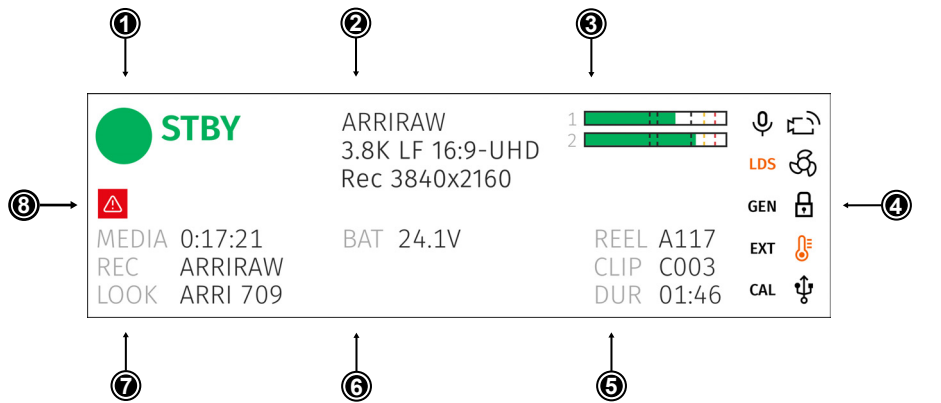 1 2 3
STBY
ARRIRAW
3.8K LF 16:9-UHD
Rec 3840x2160
1
2
LDS
GEN
EXT
CAL
8 4
MEDIA 0:17:21
REC ARRIRAW
LOOK ARRI 709
BAT 24.1V
REEL A117
CLIP C003
DUR 01:46
7 6 5